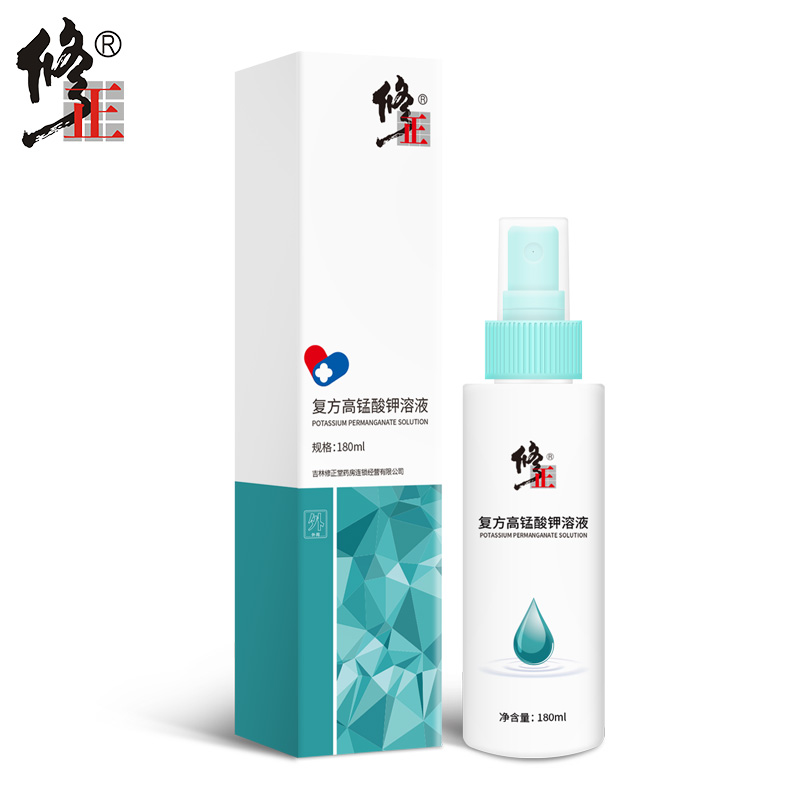 修正®
修正®
复方高锰酸钾溶液
POTASSIUM PERMANGANATE SOLUTION
规格:180ml
吉林修正堂药房连锁经营有限公司
外
修正®
复方高锰酸钾溶液
POTASSIUM PERMANGANATE SOLUTION
净含量:180ml